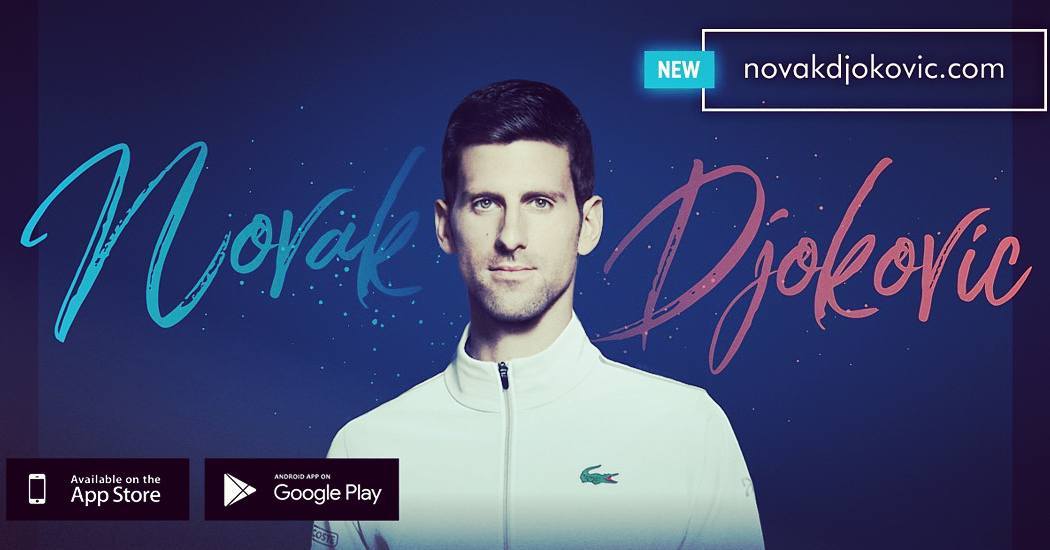 NEW
novakdjokovic.com
Novak Djokovic
Available on the
App Store
ANDROID APP ON
Google Play